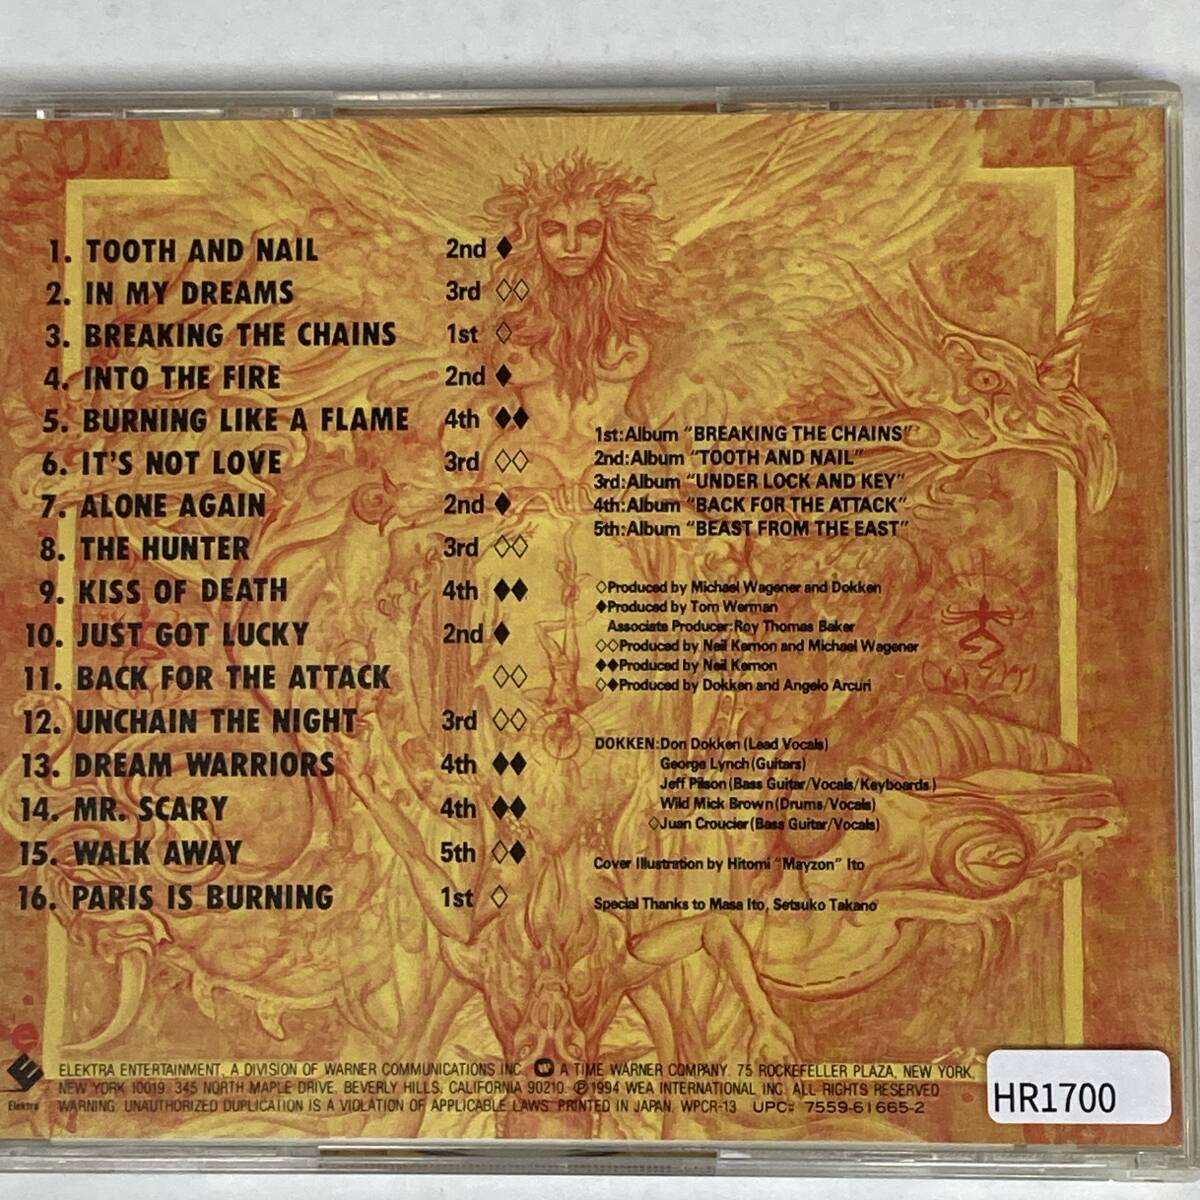 1. TOOTH AND NAIL 2nd ◆
2. IN MY DREAMS 3rd ◇◇
3. BREAKING THE CHAINS 1st ◇
4. INTO THE FIRE 2nd ◆
5. BURNING LIKE A FLAME 4th ◆◆
6. IT'S NOT LOVE 3rd ◇◇
7. ALONE AGAIN 2nd ◆
8. THE HUNTER 3rd ◇◇
9. KISS OF DEATH 4th ◆◆
10. JUST GOT LUCKY 2nd ◆
11. BACK FOR THE ATTACK ◇◇
12. UNCHAIN THE NIGHT 3rd ◇◇
13. DREAM WARRIORS 4th ◆◆
14. MR. SCARY 4th ◆◆
15. WALK AWAY 5th ◇◆
16. PARIS IS BURNING 1st ◇
1st:Album "BREAKING THE CHAINS"
2nd:Album "TOOTH AND NAIL"
3rd:Album "UNDER LOCK AND KEY"
4th:Album "BACK FOR THE ATTACK"
5th:Album "BEAST FROM THE EAST"
◇Produced by Michael Wagener and Dokken
◆Produced by Tom Werman
Associate Producer:Roy Thomas Baker
◇◇Produced by Neil Kernon and Michael Wagener
◆◆Produced by Neil Kernon
◇◆Produced by Dokken and Angelo Arcuri
DOKKEN:Don Dokken(Lead Vocals)
George Lynch(Guitars)
Jeff Pilson(Bass Guitar/Vocals/Keyboards)
Wild Mick Brown(Drums/Vocals)
◇Juan Croucier(Bass Guitar/Vocals)
Cover Illustration by Hitomi "Mayzon" Ito
Special Thanks to Masa Ito, Setsuko Takano
Elektra
ELEKTRA ENTERTAINMENT, A DIVISION OF WARNER COMMUNICATIONS INC. A TIME WARNER COMPANY. 75 ROCKEFELLER PLAZA, NEW YORK,
NEW YORK 10019. 345 NORTH MAPLE DRIVE, BEVERLY HILLS, CALIFORNIA 90210. ℗1994 WEA INTERNATIONAL INC. ALL RIGHTS RESERVED.
WARNING: UNAUTHORIZED DUPLICATION IS A VIOLATION OF APPLICABLE LAWS. PRINTED IN JAPAN. WPCR-13 UPC# 7559-61665-2
HR1700